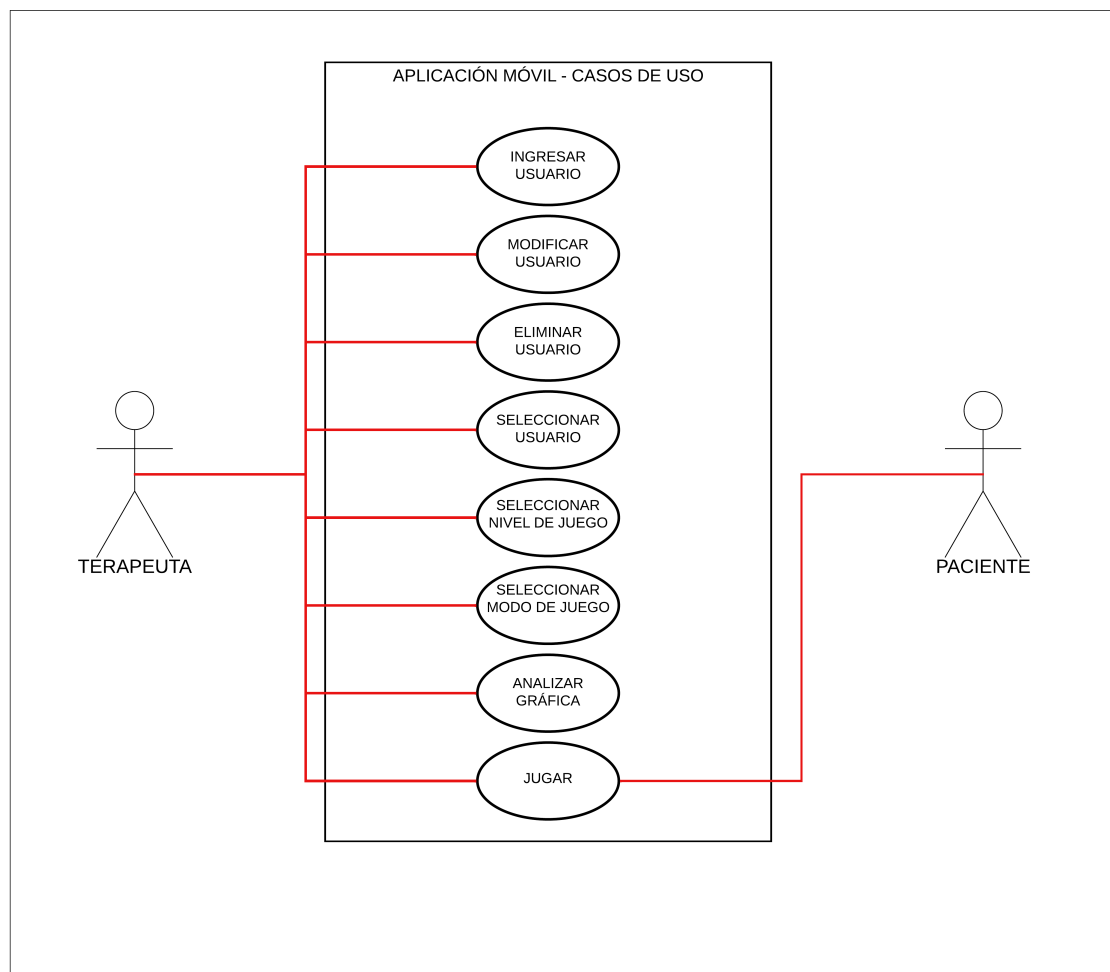 APLICACIÓN MÓVIL - CASOS DE USO
INGRESAR
USUARIO
MODIFICAR
USUARIO
ELIMINAR
USUARIO
SELECCIONAR
USUARIO
SELECCIONAR
NIVEL DE JUEGO
TERAPEUTA
PACIENTE
SELECCIONAR
MODO DE JUEGO
ANALIZAR
GRÁFICA
JUGAR